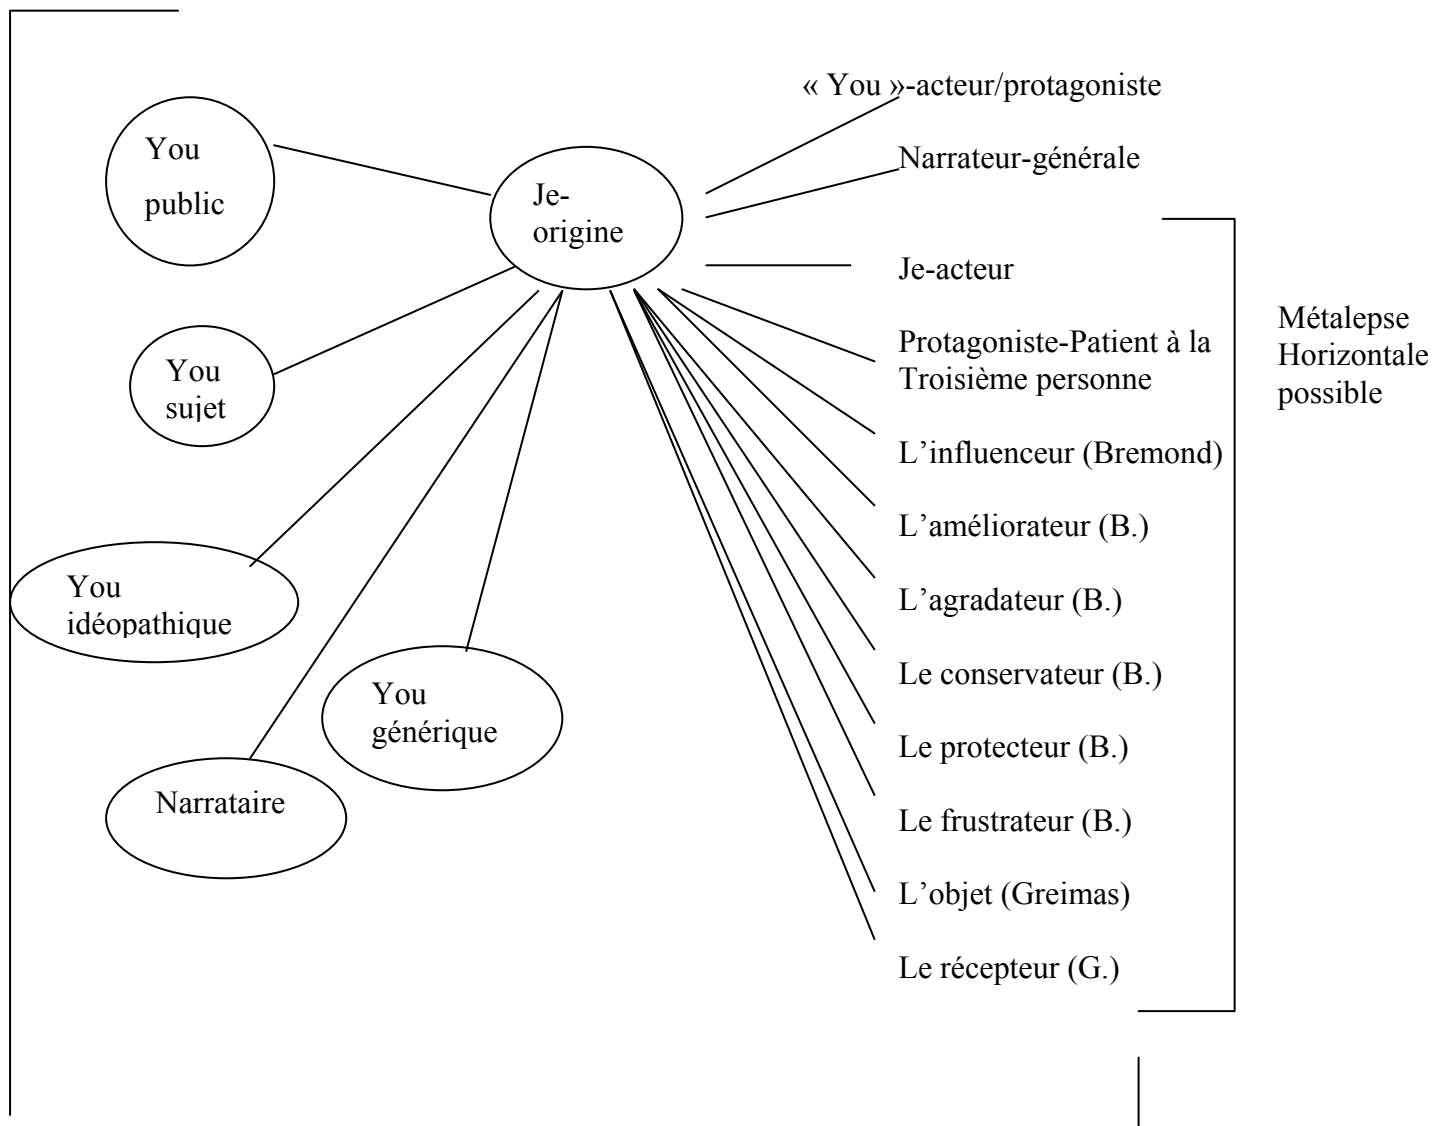 « You »-acteur/protagoniste
You
public
Narrateur-générale
Je-
origine
Je-acteur
Métalepse
Horizontale
possible
Protagoniste-Patient à la
Troisième personne
You
sujet
L’influenceur (Bremond)
L’améliorateur (B.)
L’agradateur (B.)
You
idéopathique
Le conservateur (B.)
You
générique
Le protecteur (B.)
Narrataire
Le frustrateur (B.)
L’objet (Greimas)
Le récepteur (G.)